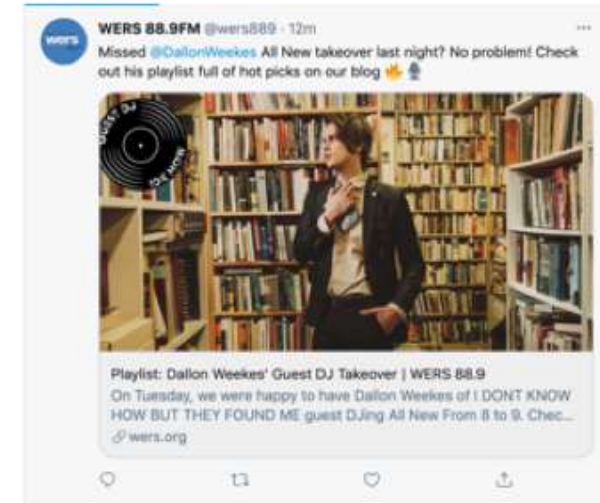 WERS 88.9FM @wers889 · 12m
wers
Missed @DallonWeekes All New takeover last night? No problem! Check
out his playlist full of hot picks on our blog 🔥🎙️
GUEST DJ
Playlist: Dallon Weekes' Guest DJ Takeover | WERS 88.9
On Tuesday, we were happy to have Dallon Weekes of I DONT KNOW
HOW BUT THEY FOUND ME guest DJing All New From 8 to 9. Chec...
wers.org